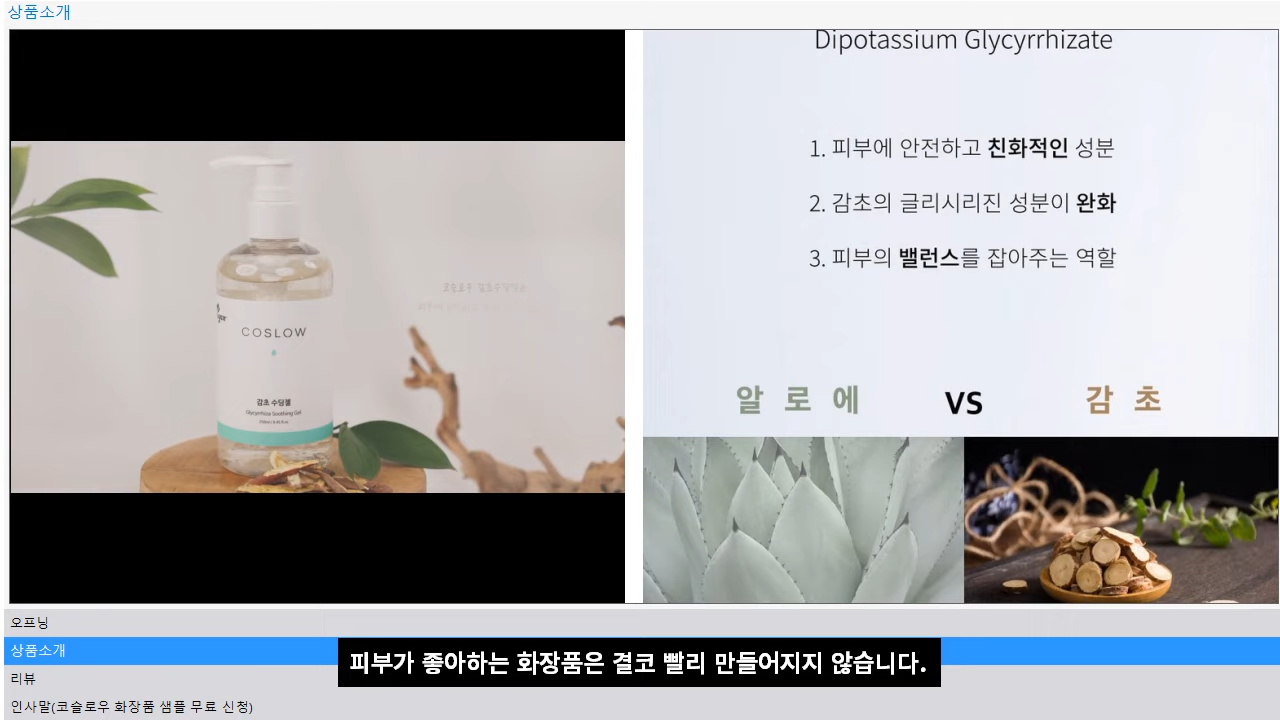 상품소개
COSLOW
감초 수딩젤
Glycyrrhiza Soothing Gel
Dipotassium Glycyrrhizate
1. 피부에 안전하고 친화적인 성분
2. 감초의 글리시리진 성분이 완화
3. 피부의 밸런스를 잡아주는 역할
알로에 VS 감초
오프닝
상품소개
피부가 좋아하는 화장품은 결코 빨리 만들어지지 않습니다.
리뷰
인사말(코슬로우 화장품 샘플 무료 신청)